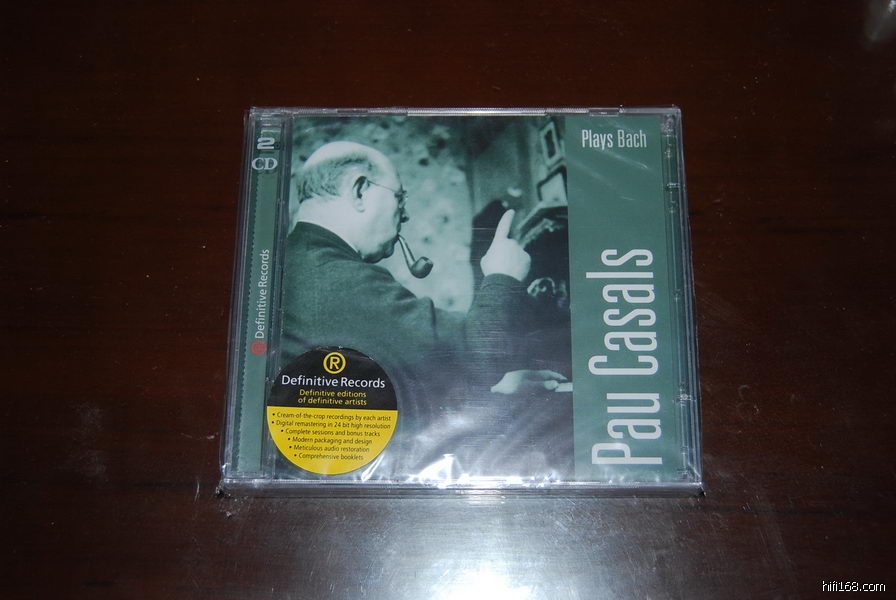 2
CD
Definitive Records
Plays Bach
Pau Casals
R
Definitive Records
Definitive editions
of definitive artists
• Cream-of-the-crop recordings by each artist
• Digital remastering in 24 bit high resolution
• Complete sessions and bonus tracks
• Modern packaging and design
• Meticulous audio restoration
• Comprehensive booklets
hifi168.com